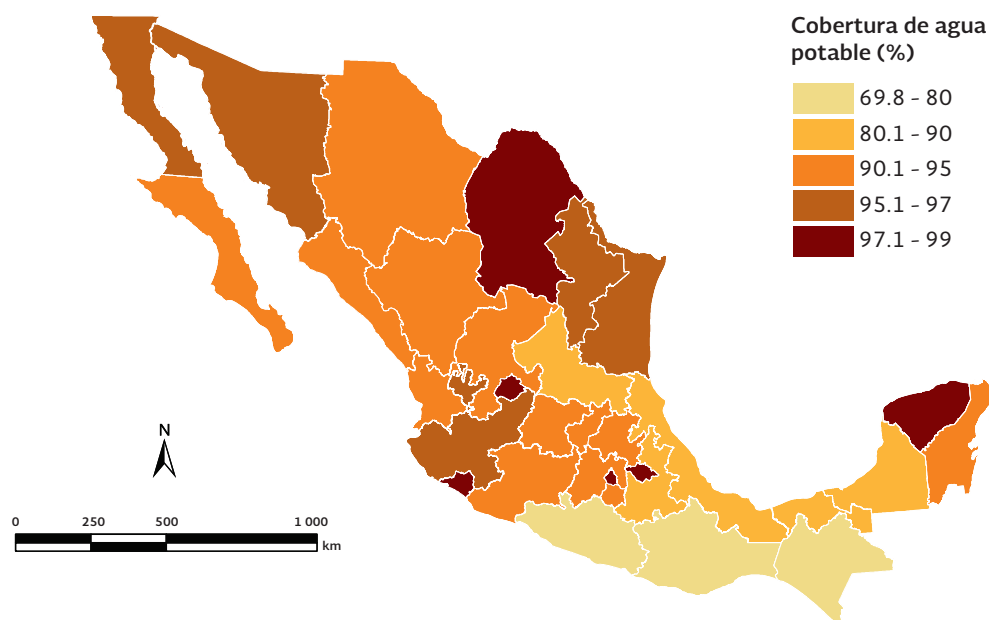 Cobertura de agua
potable (%)
69.8 - 80
80.1 - 90
90.1 - 95
95.1 - 97
97.1 - 99
N
0 250 500 1 000
km